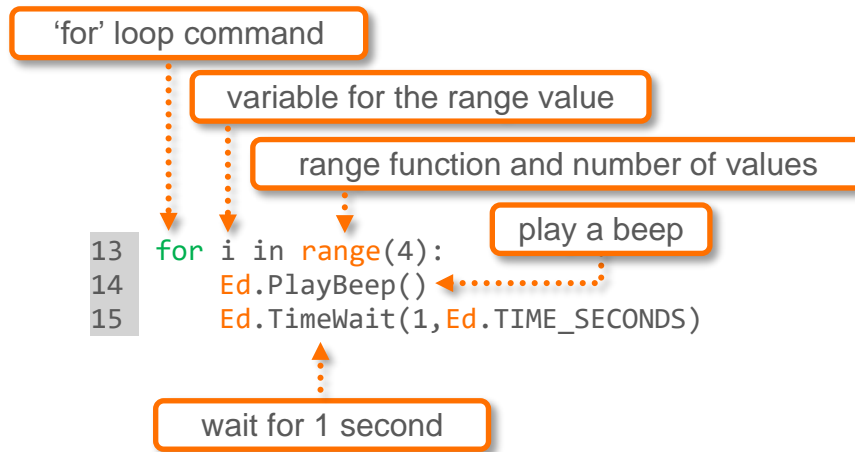 ‘for’ loop command
variable for the range value
range function and number of values
play a beep
13 for i in range(4):
14 Ed.PlayBeep()
15 Ed.TimeWait(1,Ed.TIME_SECONDS)
wait for 1 second